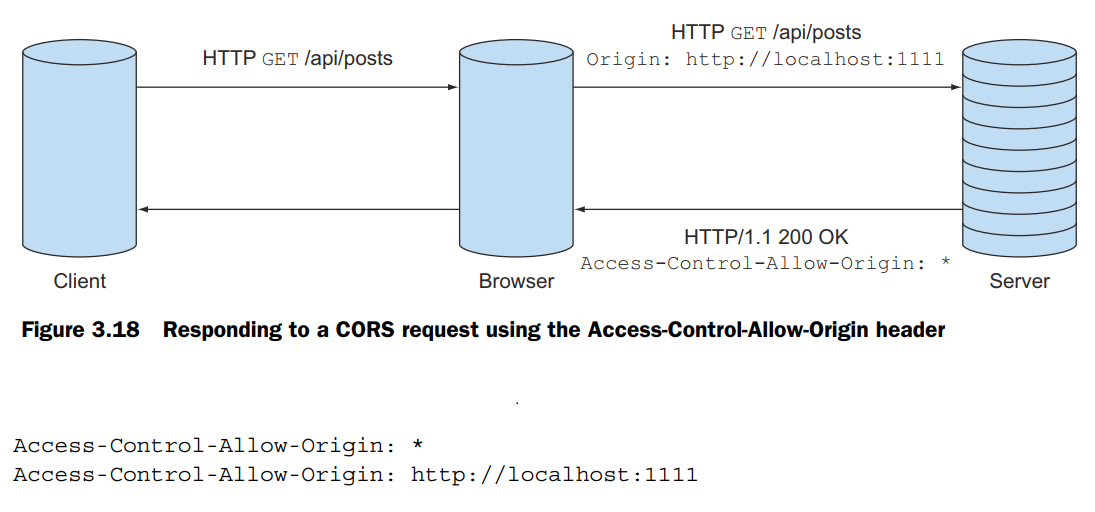 HTTP GET /api/posts
HTTP GET /api/posts
Origin: http://localhost:1111
HTTP/1.1 200 OK
Access-Control-Allow-Origin: *
Client
Browser
Server
Figure 3.18 Responding to a CORS request using the Access-Control-Allow-Origin header
.
Access-Control-Allow-Origin: *
Access-Control-Allow-Origin: http://localhost:1111